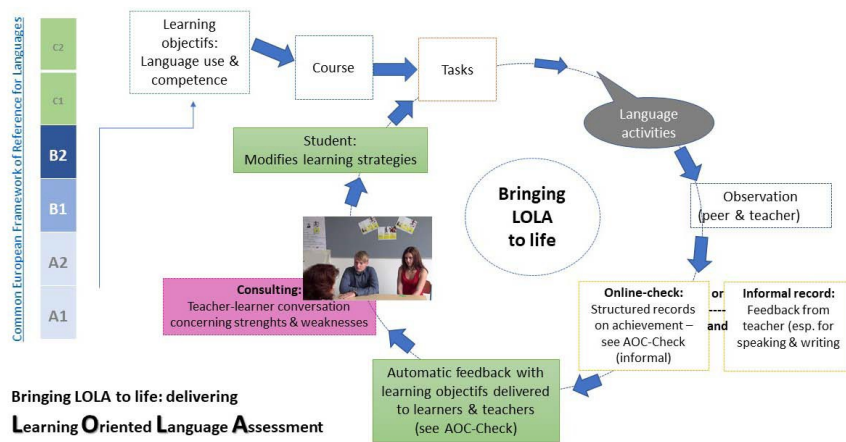 Common European Framework of Reference for Languages
C2
C1
B2
B1
A2
A1
Learning
objectifs:
Language use &
competence
Course
Tasks
Language
activities
Observation
(peer & teacher)
Online-check:
Structured records
on achievement –
see AOC-Check
(informal)
or
----
and
Informal record:
Feedback from
teacher (esp. for
speaking & writing
Automatic feedback with
learning objectifs delivered
to learners & teachers
(see AOC-Check)
Consulting:
Teacher-learner conversation
concerning strenghts & weaknesses
Student:
Modifies learning strategies
Bringing
LOLA
to life
Bringing LOLA to life: delivering
Learning Oriented Language Assessment